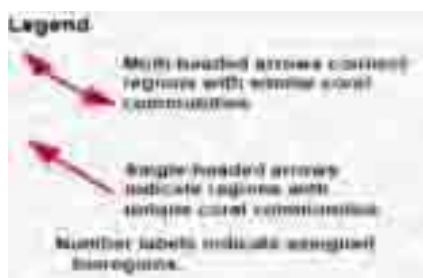 Legend
Multi-headed arrows connect
regions with similar coral
communities
Single-headed arrows
indicate regions with
unique coral communities
Number labels indicate assigned
bioregions.